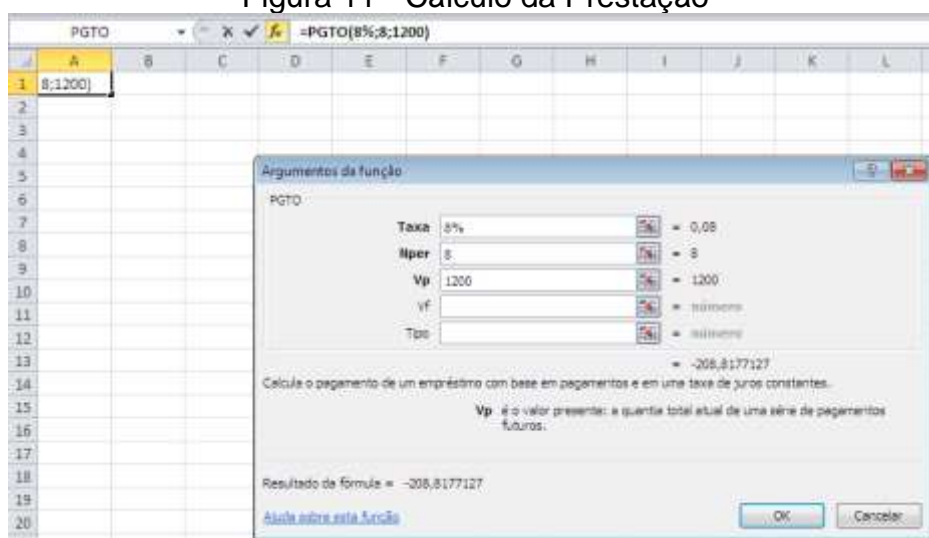 Figura 11 - Cálculo da Prestação
PGTO =PGTO(8%;8;1200)
A B C D E F G H I J K L
1 8;1200)
2
3
4
5
6
7
8
9
10
11
12
13
14
15
16
17
18
19
20
Argumentos da função
PGTO
Taxa 8% = 0,08
Nper 8 = 8
Vp 1200 = 1200
Vf = número
Tipo = número
= -208,8177127
Calcula o pagamento de um empréstimo com base em pagamentos e em uma taxa de juros constantes.
Vp é o valor presente: a quantia total atual de uma série de pagamentos
futuros.
Resultado da fórmula = -208,8177127
Ajuda sobre esta função
OK Cancelar